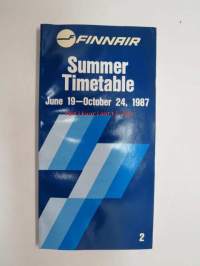 FINNAIR
Summer
Timetable
June 19—October 24, 1987
2